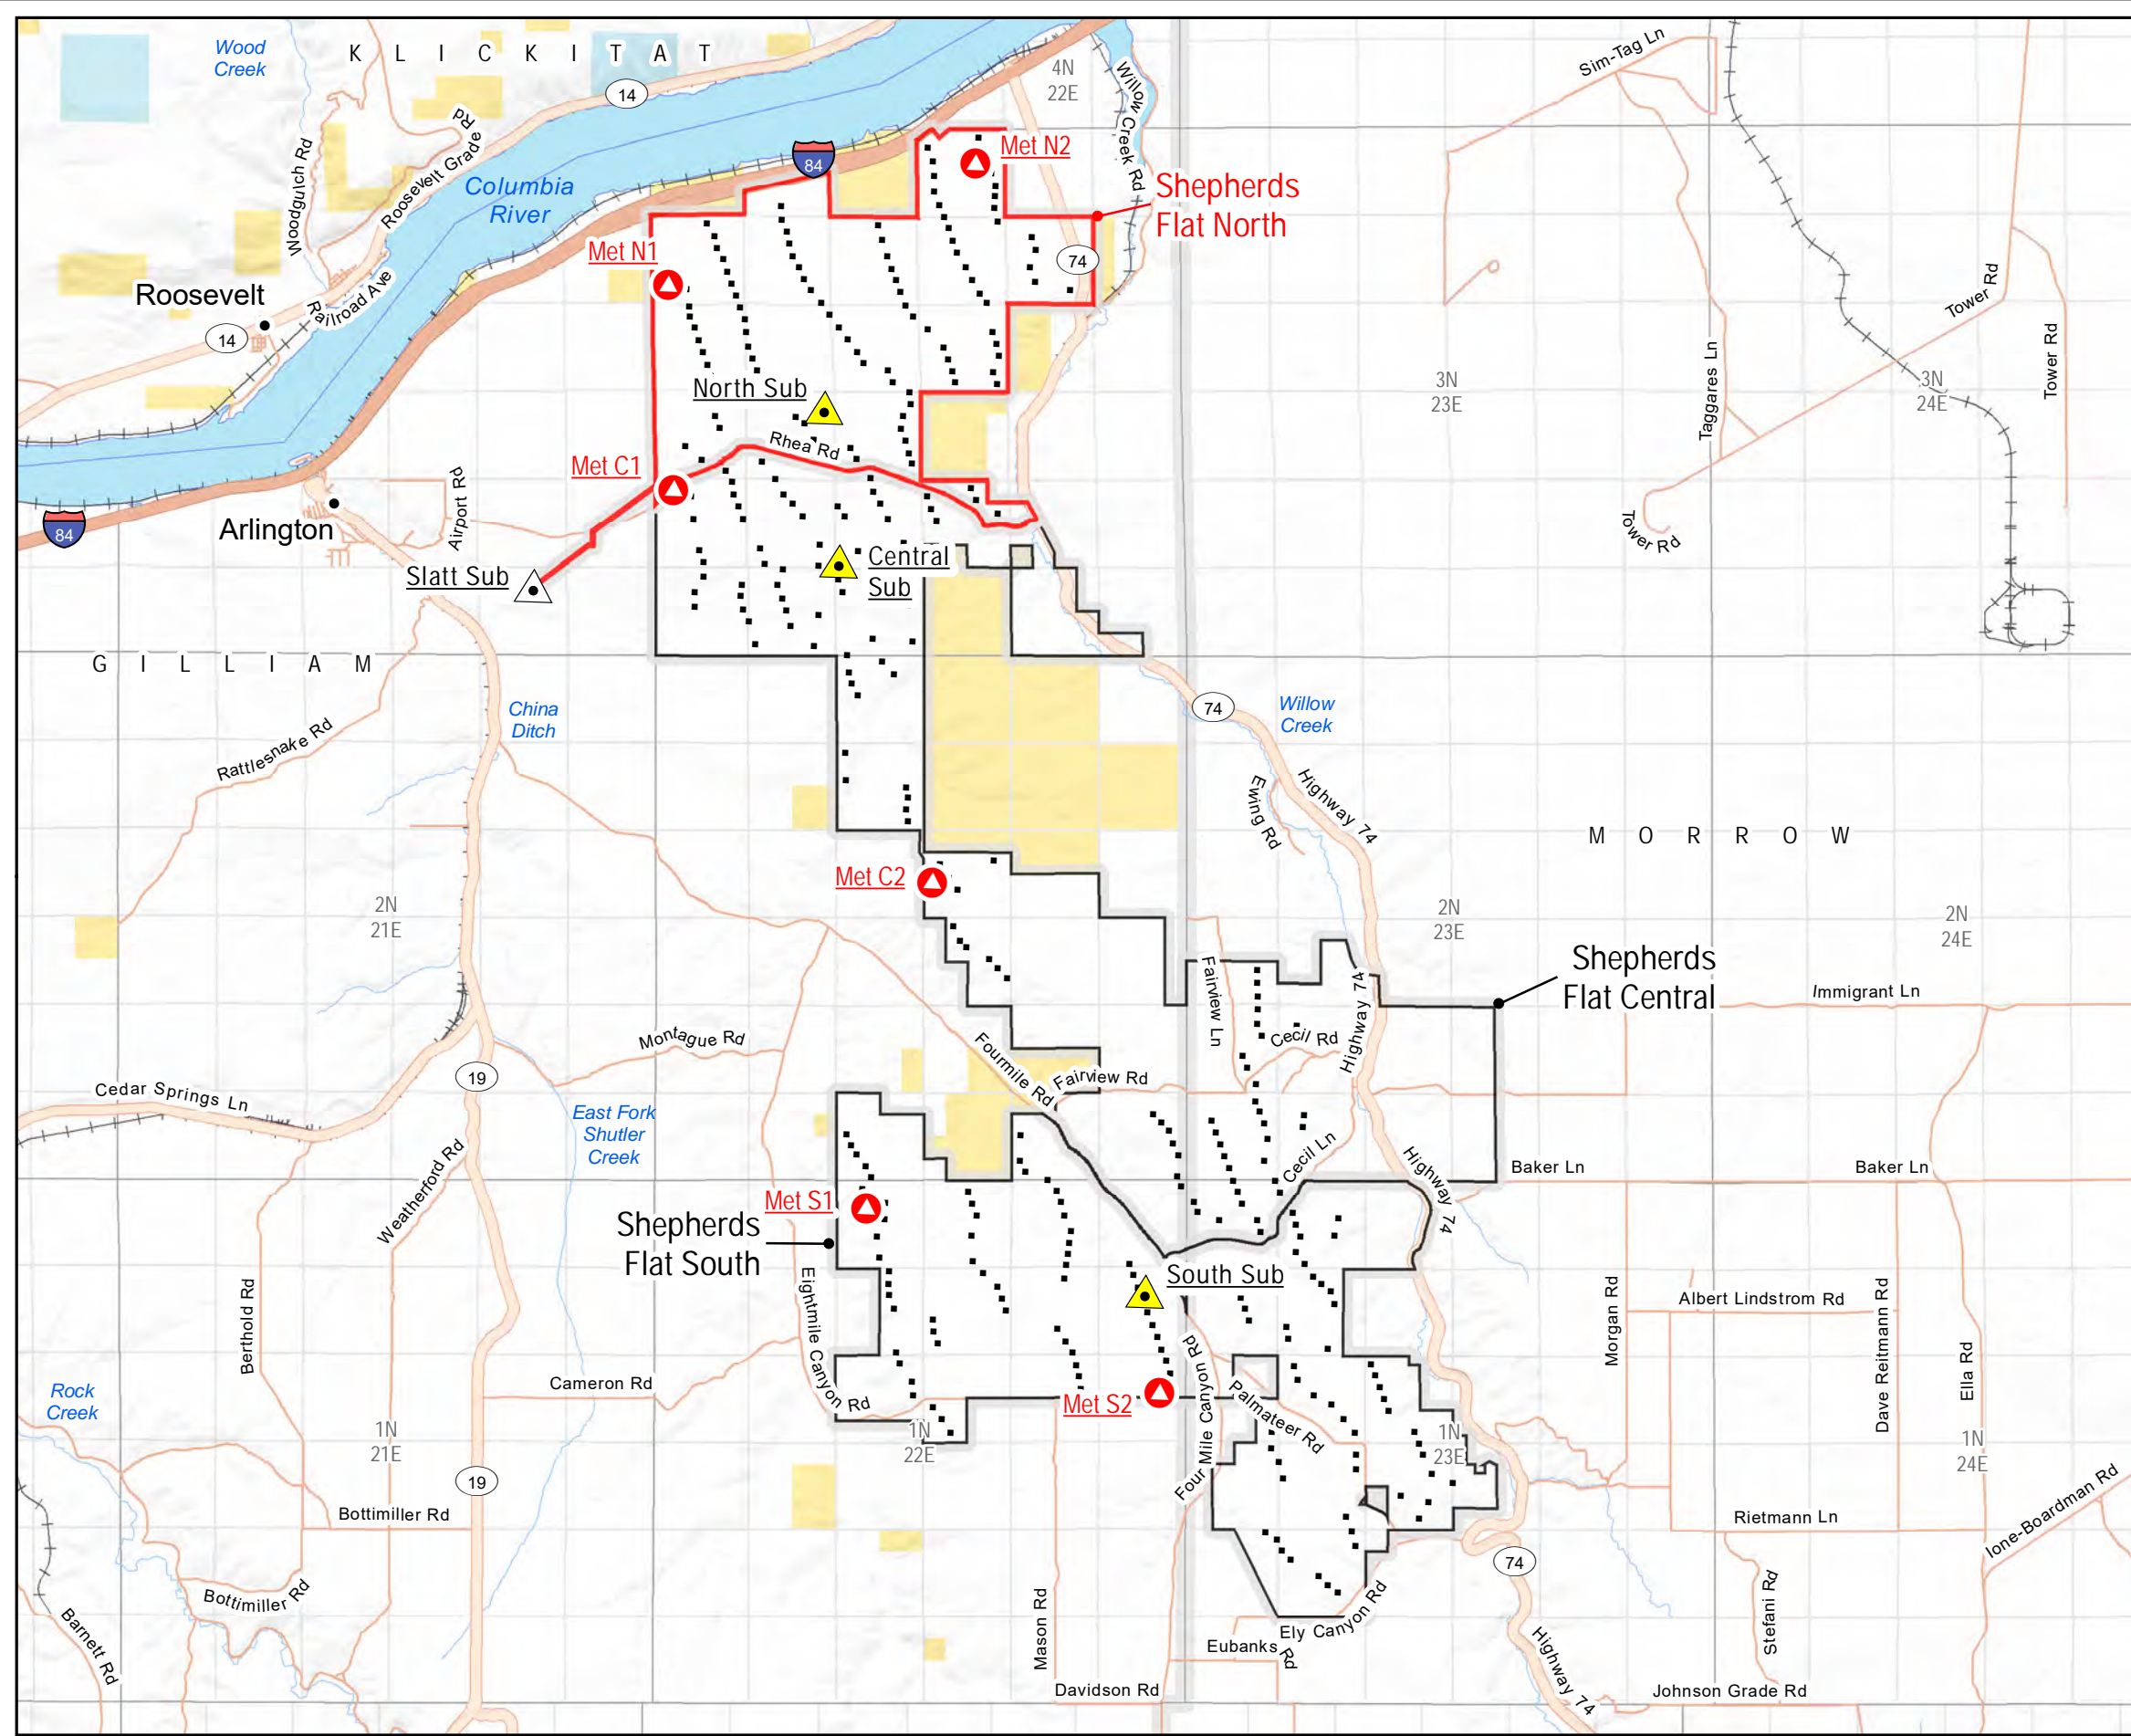 Wood
Creek
K L I C K I T A T
14
4N
22E
Willow Creek Rd
Sim-Tag Ln
Woodgulch Rd
Roosevelt Grade Rd
Columbia
River
84
Met N2
Shepherds
Flat North
Met N1
74
Roosevelt
Railroad Ave
14
Tower Rd
Tower Rd
Taggares Ln
3N
23E
3N
24E
North Sub
Rhea Rd
Met C1
Airport Rd
Arlington
84
Tower Rd
Slatt Sub
Central
Sub
G I L L I A M
China
Ditch
74
Willow
Creek
Rattlesnake Rd
Ewing Rd
Highway 74
M O R R O W
Met C2
2N
21E
2N
23E
2N
24E
Shepherds
Flat Central
Fairview Ln
Highway 74
Immigrant Ln
Montague Rd
Cecil Rd
Fourmile Rd
Fairview Rd
19
Cedar Springs Ln
East Fork
Shutler
Creek
Weatherford Rd
Cecil Ln
Highway 74
Baker Ln
Baker Ln
Met S1
Shepherds
Flat South
South Sub
Eightmile Canyon Rd
Berthold Rd
Albert Lindstrom Rd
Morgan Rd
Dave Reitmann Rd
Ella Rd
Cameron Rd
Rock
Creek
Met S2
Four Mile Canyon Rd
Palmateer Rd
1N
21E
1N
22E
1N
23E
1N
24E
19
Bottimiller Rd
Rietmann Ln
Ione-Boardman Rd
74
Bottimiller Rd
Barnett Rd
Mason Rd
Ely Canyon Rd
Eubanks Rd
Stefani Rd
Highway 74
Davidson Rd
Johnson Grade Rd